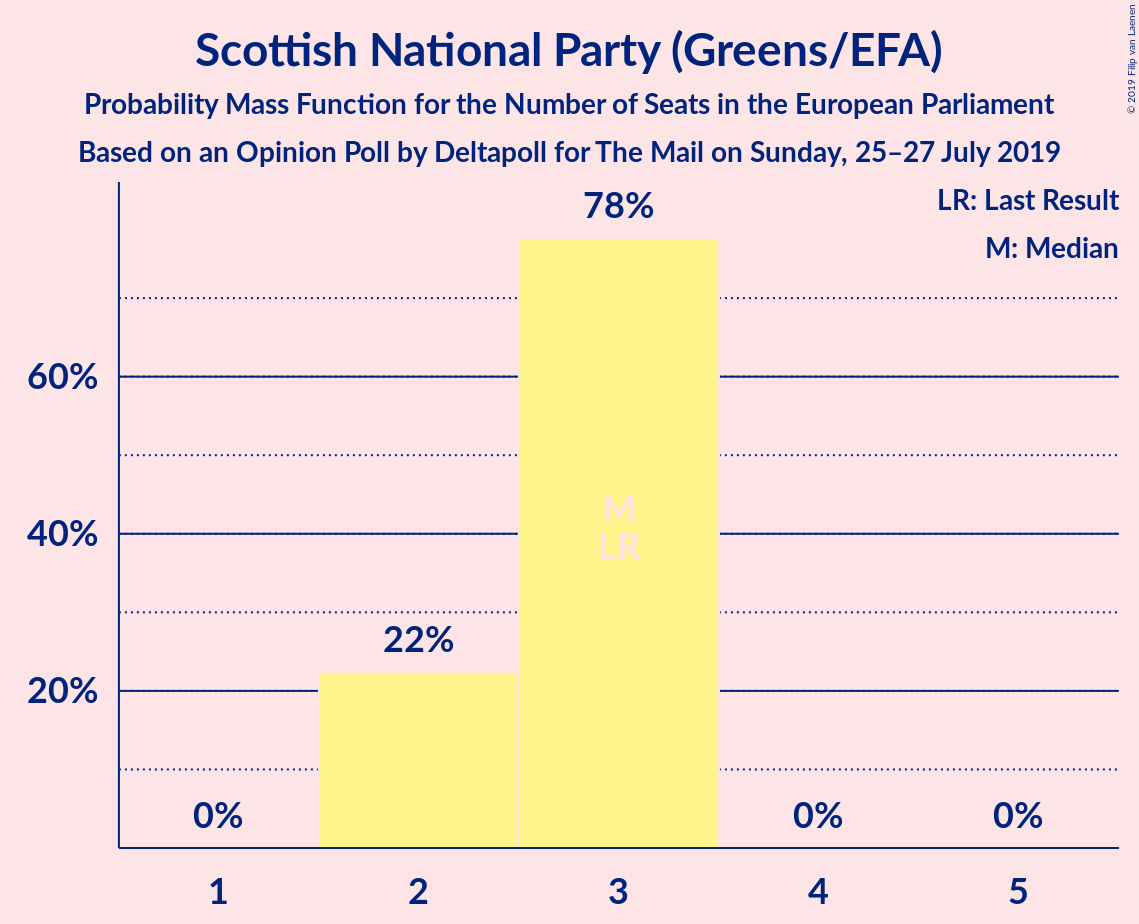 Scottish National Party (Greens/EFA)
Probability Mass Function for the Number of Seats in the European Parliament
Based on an Opinion Poll by Deltapoll for The Mail on Sunday, 25–27 July 2019
© 2019 Filip van Laenen
LR: Last Result
M: Median
78%
60%
M
40%
LR
22%
20%
0%
0%
0%
1
2
3
4
5